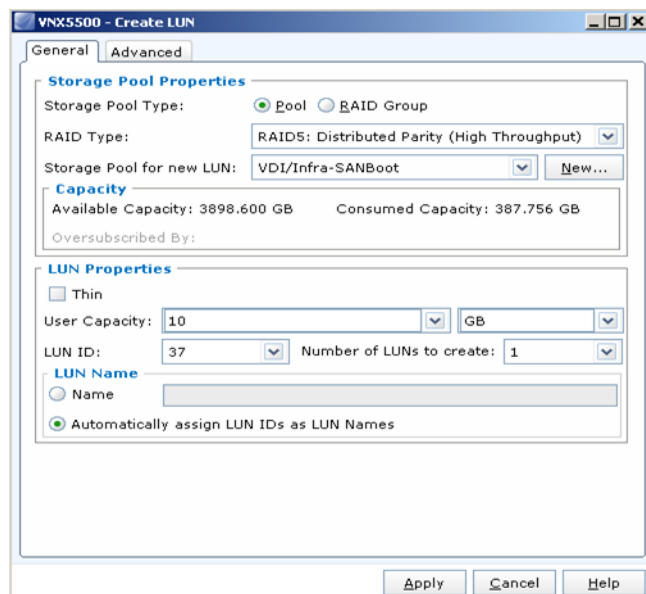 VNX5500 - Create LUN
General Advanced
Storage Pool Properties
Storage Pool Type: Pool RAID Group
RAID Type: RAID5: Distributed Parity (High Throughput)
Storage Pool for new LUN: VDI/Infra-SANBoot New...
Capacity
Available Capacity: 3898.600 GB Consumed Capacity: 387.756 GB
Oversubscribed By:
LUN Properties
Thin
User Capacity: 10 GB
LUN ID: 37 Number of LUNs to create: 1
LUN Name
Name
Automatically assign LUN IDs as LUN Names
Apply Cancel Help